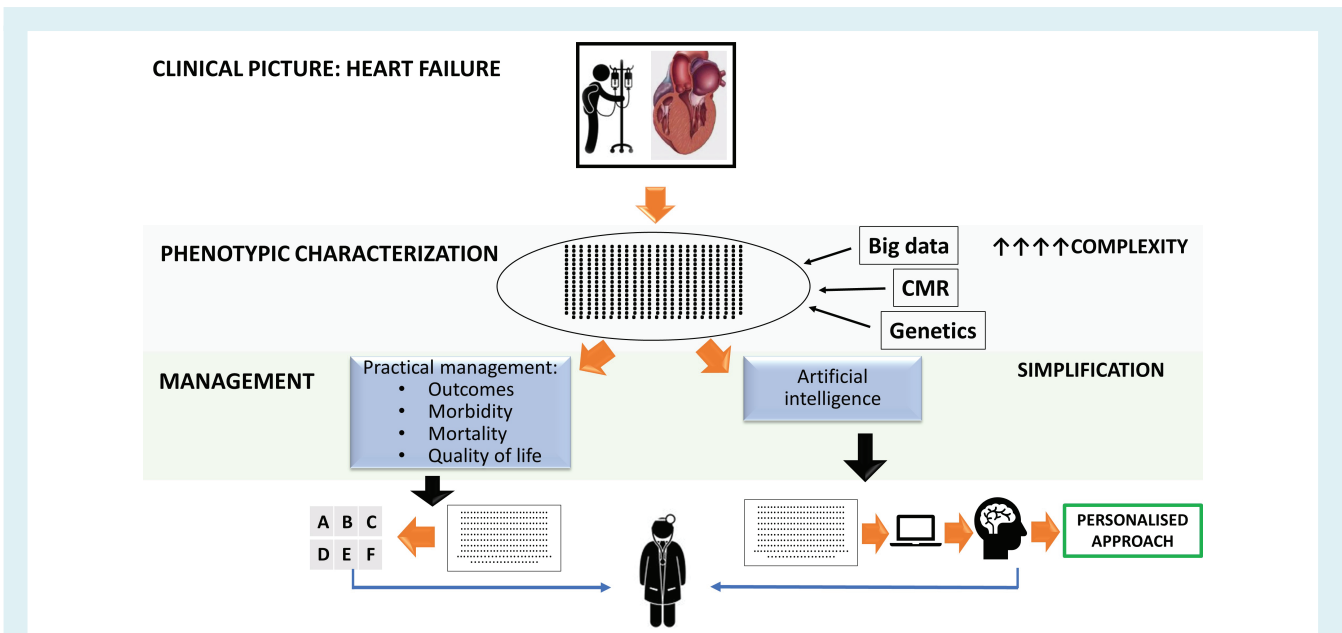 CLINICAL PICTURE: HEART FAILURE
PHENOTYPIC CHARACTERIZATION
Big data
↑↑↑↑COMPLEXITY
CMR
Genetics
MANAGEMENT
Practical management:
• Outcomes
• Morbidity
• Mortality
• Quality of life
Artificial
intelligence
SIMPLIFICATION
A B C
D E F
PERSONALISED
APPROACH